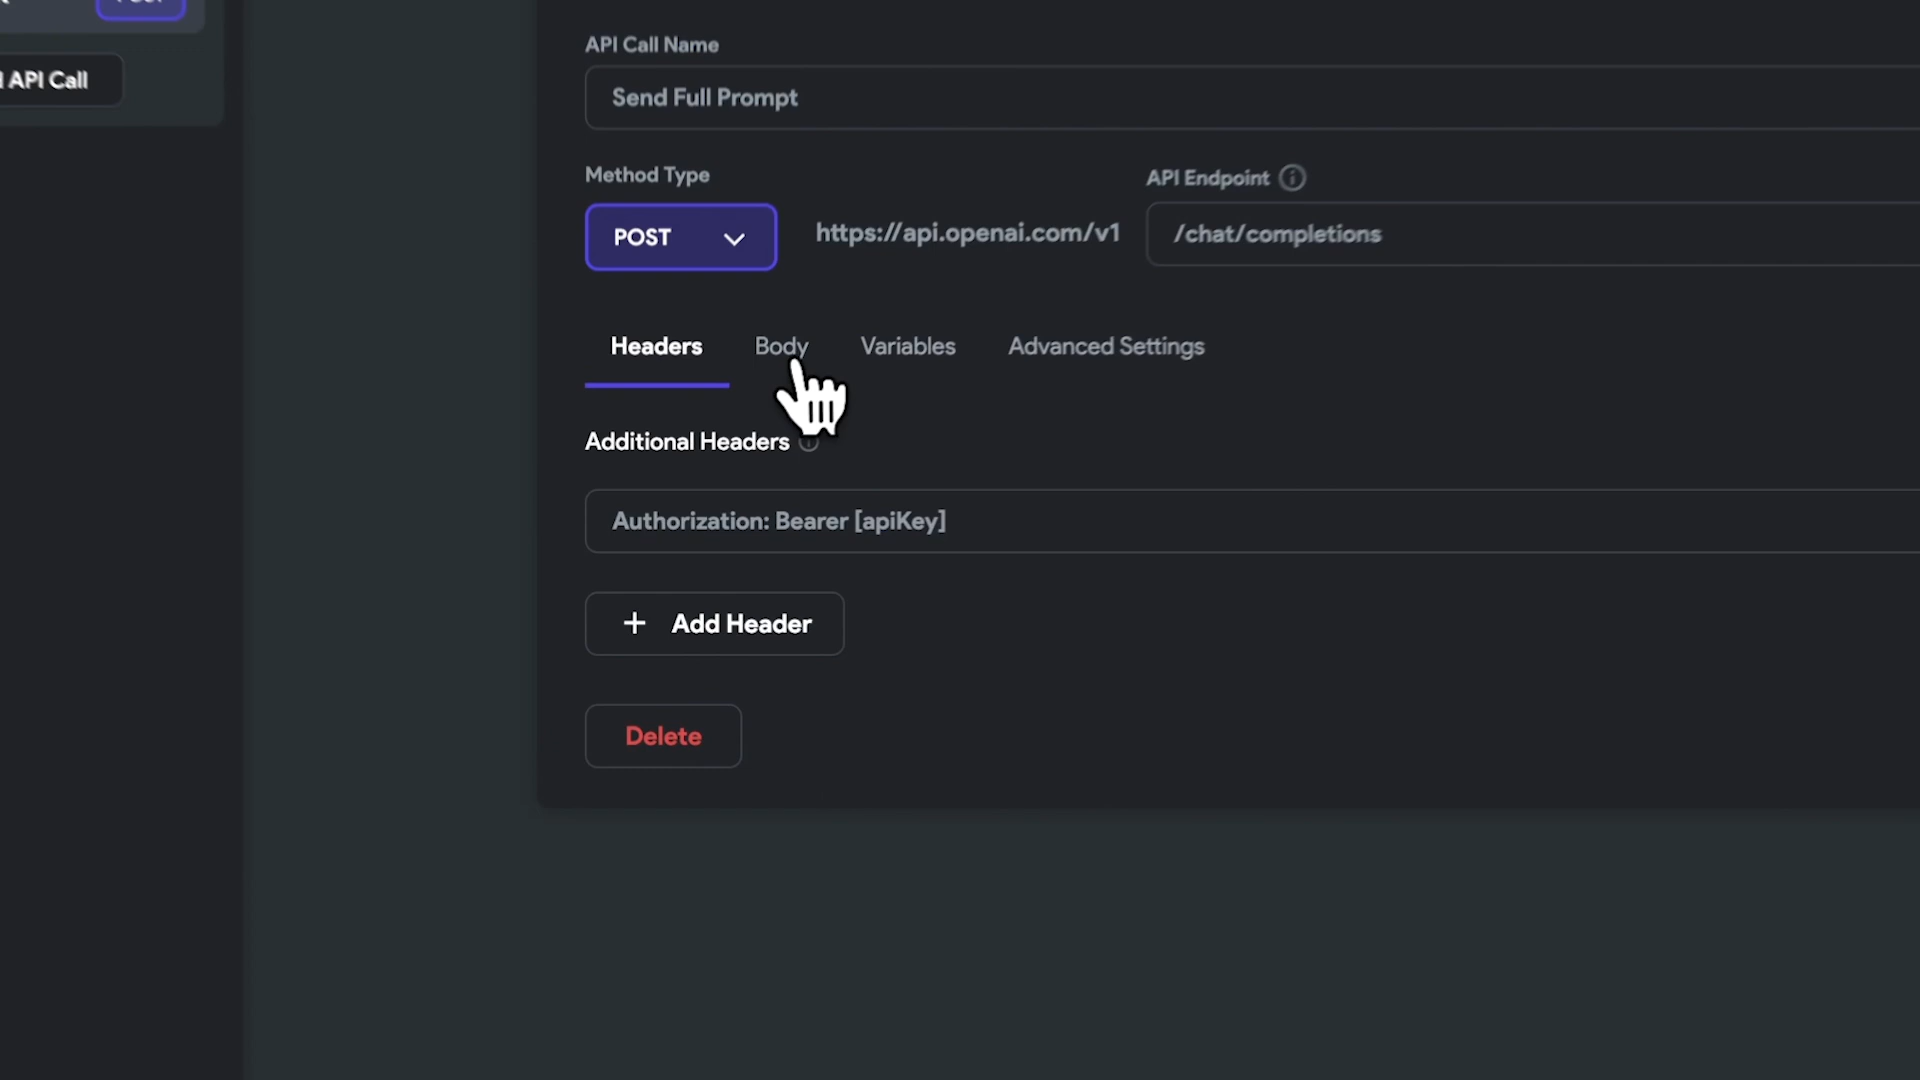 API Call
API Call Name
Send Full Prompt
Method Type
API Endpoint
POST
https://api.openai.com/v1
/chat/completions
Headers
Body
Variables
Advanced Settings
Additional Headers
Authorization: Bearer [apiKey]
+ Add Header
Delete